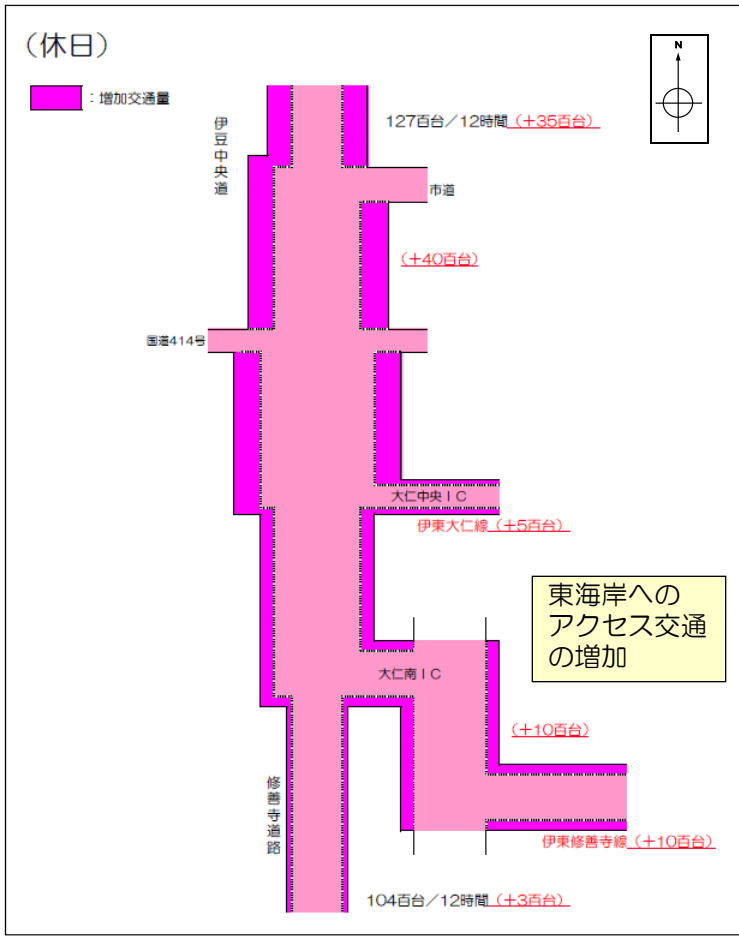 （休日）
N
：増加交通量
伊豆中央道
127百台／12時間（＋35百台）
市道
（＋40百台）
国道414号
大仁中央ＩＣ
伊東大仁線（＋5百台）
東海岸への
アクセス交通
の増加
大仁南ＩＣ
（＋10百台）
修善寺道路
伊東修善寺線（＋10百台）
104百台／12時間（＋3百台）